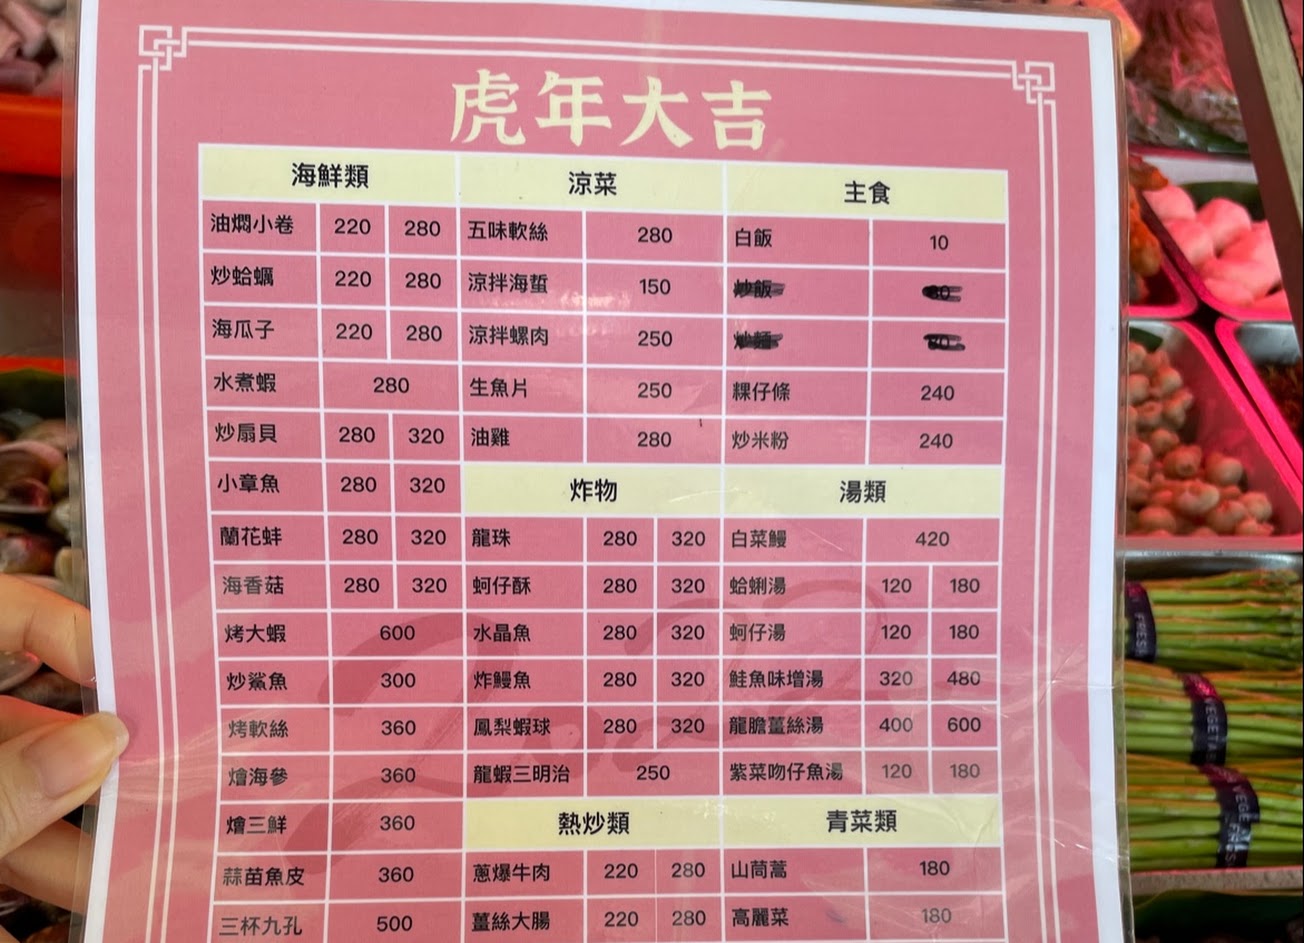 虎年大吉
海鮮類 涼菜 主食
油燜小卷 220 280 五味軟絲 280 白飯 10
炒蛤蠣 220 280 涼拌海蜇 150 炒飯
海瓜子 220 280 涼拌螺肉 250 炒麵
水煮蝦 280 生魚片 250 粿仔條 240
炒扇貝 280 320 油雞 280 炒米粉 240
小章魚 280 320 炸物 湯類
蘭花蚌 280 320 龍珠 280 320 白菜鰻 420
海香菇 280 320 蚵仔酥 280 320 蛤蜊湯 120 180
烤大蝦 600 水晶魚 280 320 蚵仔湯 120 180
炒鯊魚 300 炸鰻魚 280 320 鮭魚味增湯 320 480
烤軟絲 360 鳳梨蝦球 280 320 龍膽薑絲湯 400 600
燴海參 360 龍蝦三明治 250 紫菜吻仔魚湯 120 180
燴三鮮 360 熱炒類 青菜類
蒜苗魚皮 360 蔥爆牛肉 220 280 山茼蒿 180
三杯九孔 500 薑絲大腸 220 280 高麗菜 180
2022
FRESH
VEGETA
VEGE
FRES